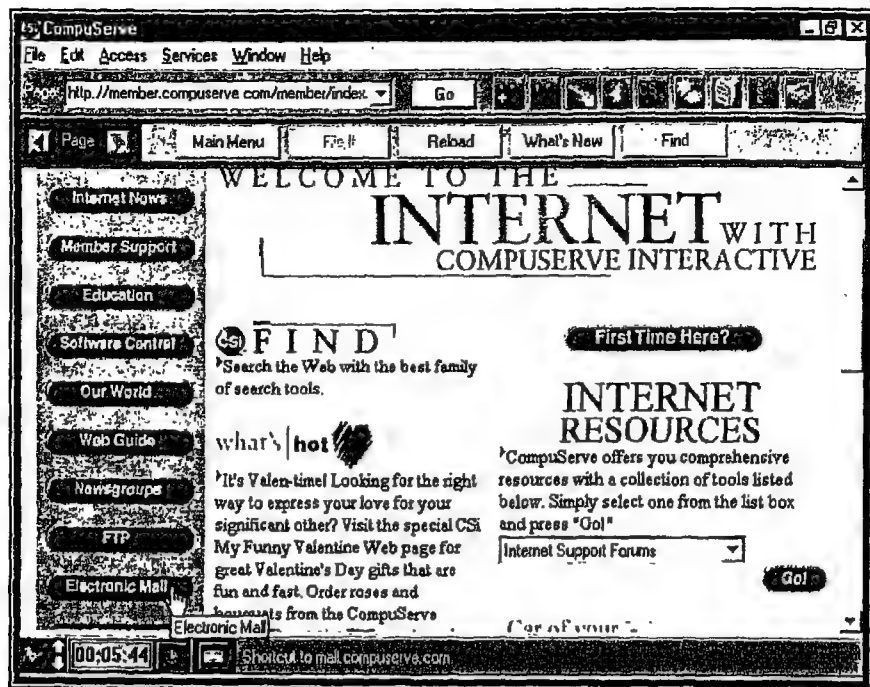 CompuServe
File Edit Access Services Window Help
http://member.compuserve.com/member/index. Go
Page Main Menu File It Reload What's New Find
WELCOME TO THE
INTERNET WITH
COMPUSERVE INTERACTIVE
Internet News
Member Support
Education
Software Central
Our World
Web Guide
Newsgroups
FTP
Electronic Mall
CSi FIND
Search the Web with the best family
of search tools.
what's hot
It's Valen-time! Looking for the right
way to express your love for your
significant other? Visit the special CSi
My Funny Valentine Web page for
great Valentine's Day gifts that are
fun and fast. Order roses and
bouquets from the CompuServe
First Time Here?
INTERNET
RESOURCES
CompuServe offers you comprehensive
resources with a collection of tools listed
below. Simply select one from the list box
and press "Go!"
Internet Support Forums
Go!
Electronic Mall
00:05:44 Shortcut to mall.compuserve.com